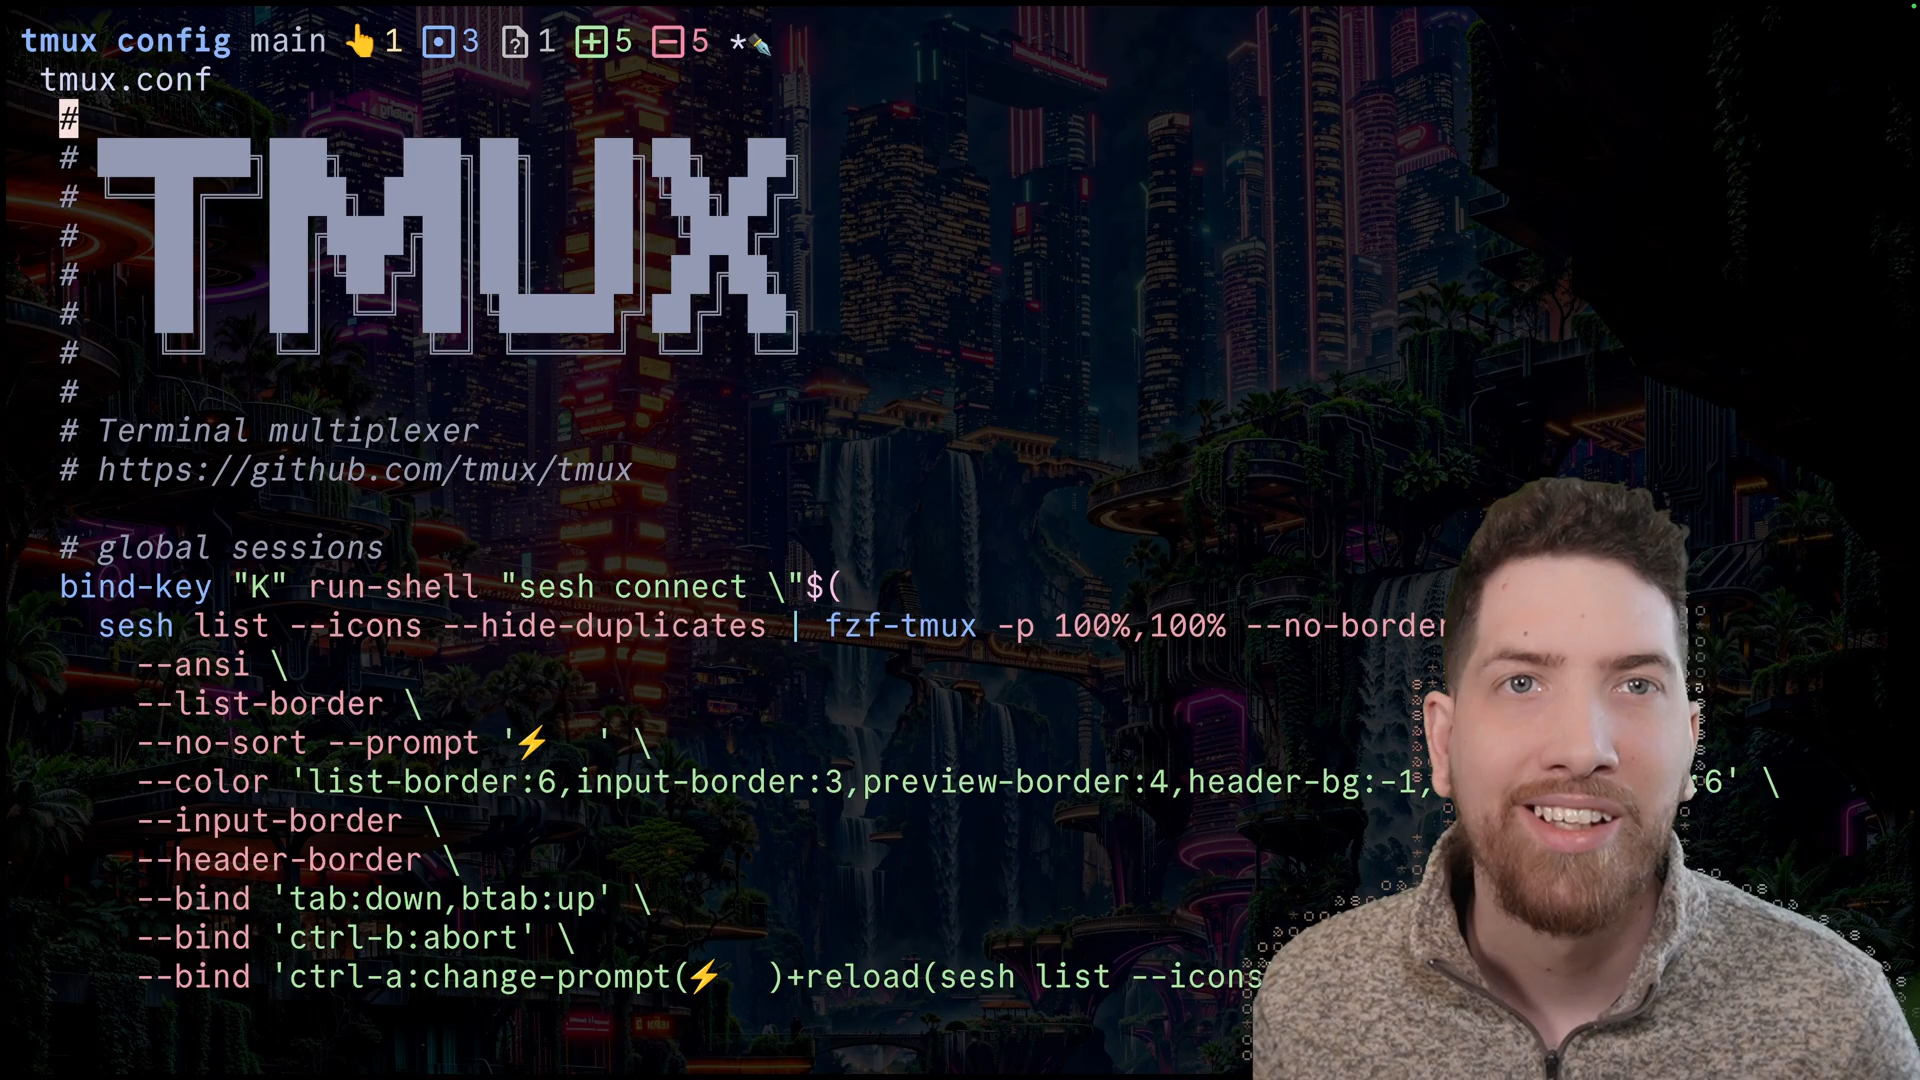 tmux config main 👆1 3 1 5 5 *✒️
tmux.conf
#
# TMUX
#
#
#
#
#
#
# Terminal multiplexer
# https://github.com/tmux/tmux
# global sessions
bind-key "K" run-shell "sesh connect \"$(
sesh list --icons --hide-duplicates | fzf-tmux -p 100%,100% --no-border
--ansi \
--list-border \
--no-sort --prompt '⚡ ' \
--color 'list-border:6,input-border:3,preview-border:4,header-bg:-1, :6' \
--input-border \
--header-border \
--bind 'tab:down,btab:up' \
--bind 'ctrl-b:abort' \
--bind 'ctrl-a:change-prompt(⚡ )+reload(sesh list --icons